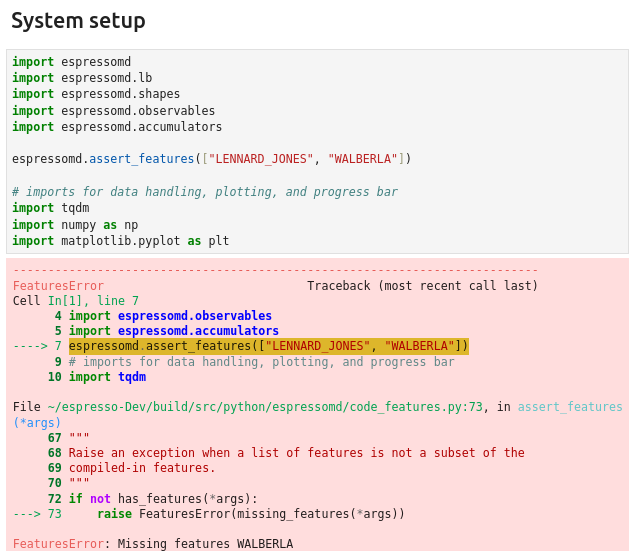 System setup
import espressomd
import espressomd.lb
import espressomd.shapes
import espressomd.observables
import espressomd.accumulators
espressomd.assert_features(["LENNARD_JONES", "WALBERLA"])
# imports for data handling, plotting, and progress bar
import tqdm
import numpy as np
import matplotlib.pyplot as plt
---------------------------------------------------------------------------
FeaturesError                             Traceback (most recent call last)
Cell In[1], line 7
      4 import espressomd.observables
      5 import espressomd.accumulators
----> 7 espressomd.assert_features(["LENNARD_JONES", "WALBERLA"])
      9 # imports for data handling, plotting, and progress bar
     10 import tqdm
File ~/espresso-Dev/build/src/python/espressomd/code_features.py:73, in assert_features
(*args)
     67 """
     68 Raise an exception when a list of features is not a subset of the
     69 compiled-in features.
     70 """
     72 if not has_features(*args):
---> 73     raise FeaturesError(missing_features(*args))
FeaturesError: Missing features WALBERLA